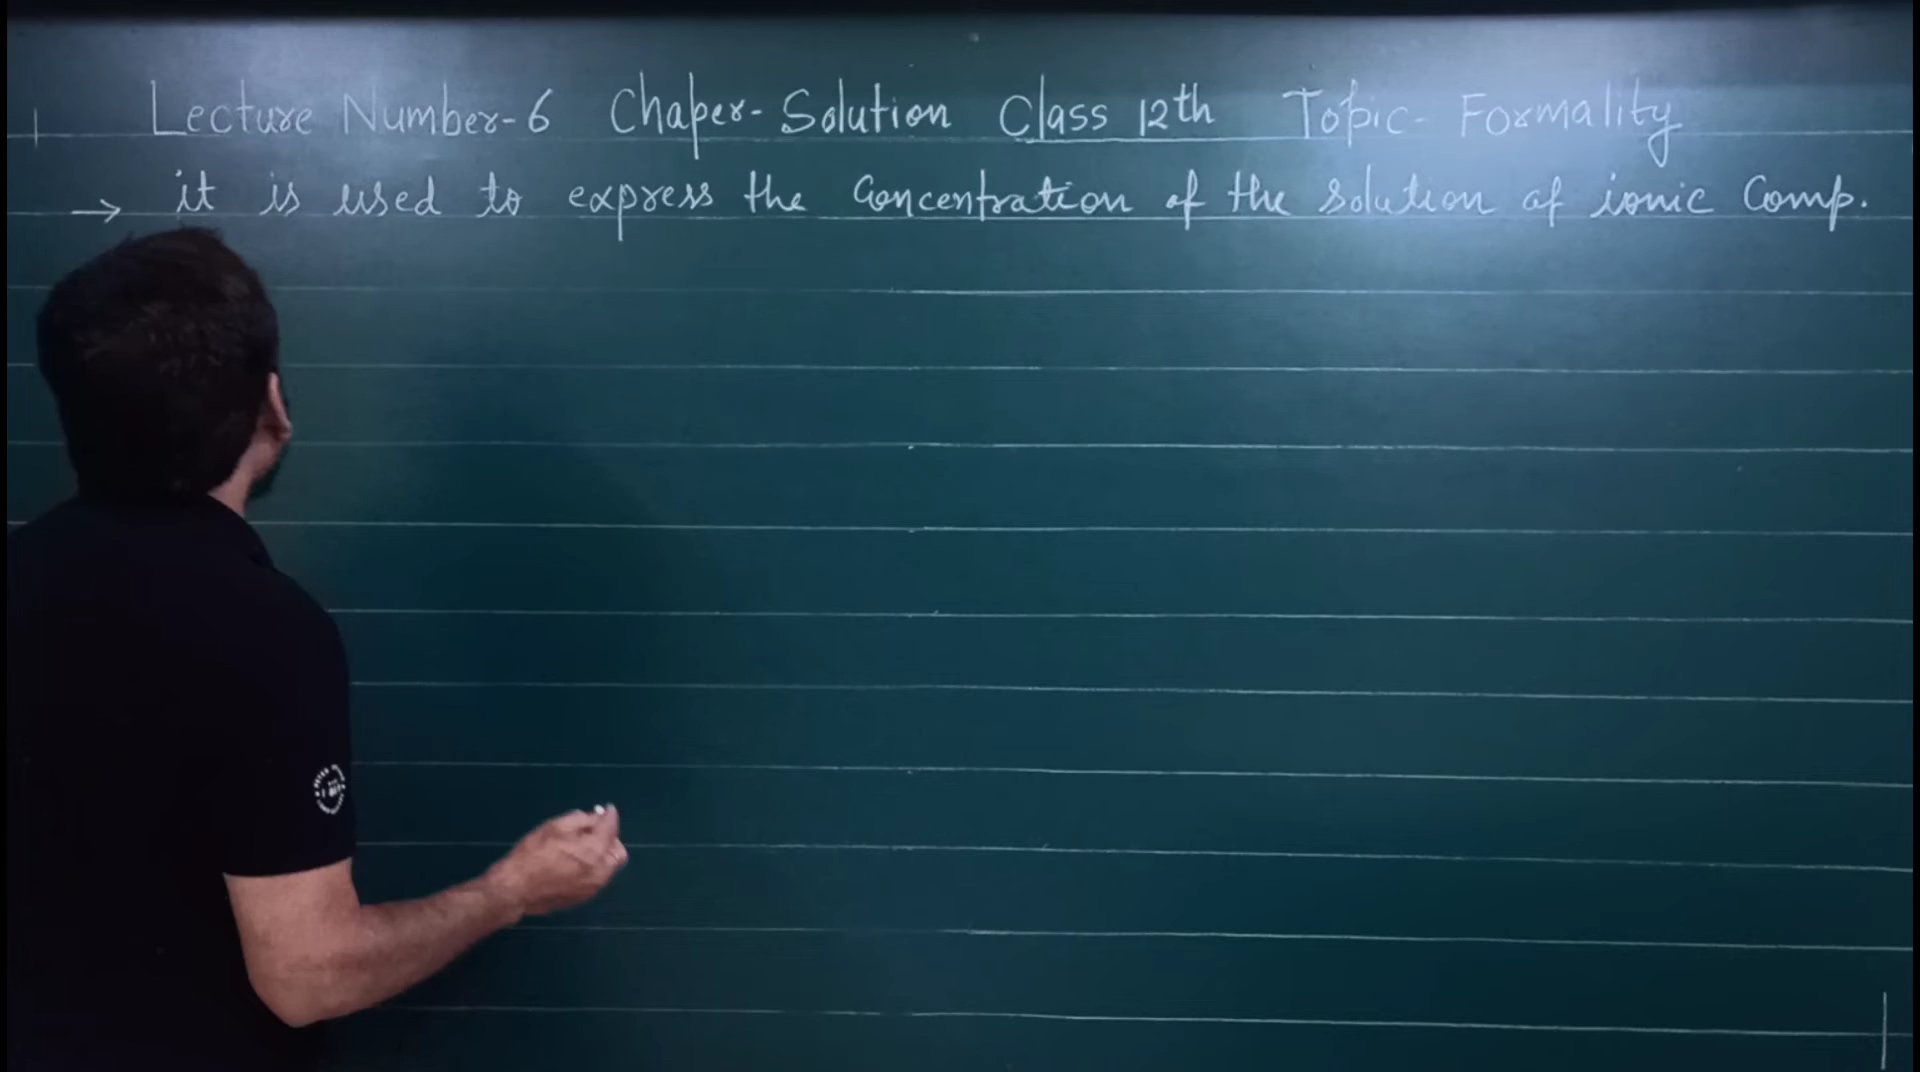 Lecture Number-6 Chaper-Solution Class 12th Topic- Formality
→ it is used to express the Concentration of the solution of ionic Comp.